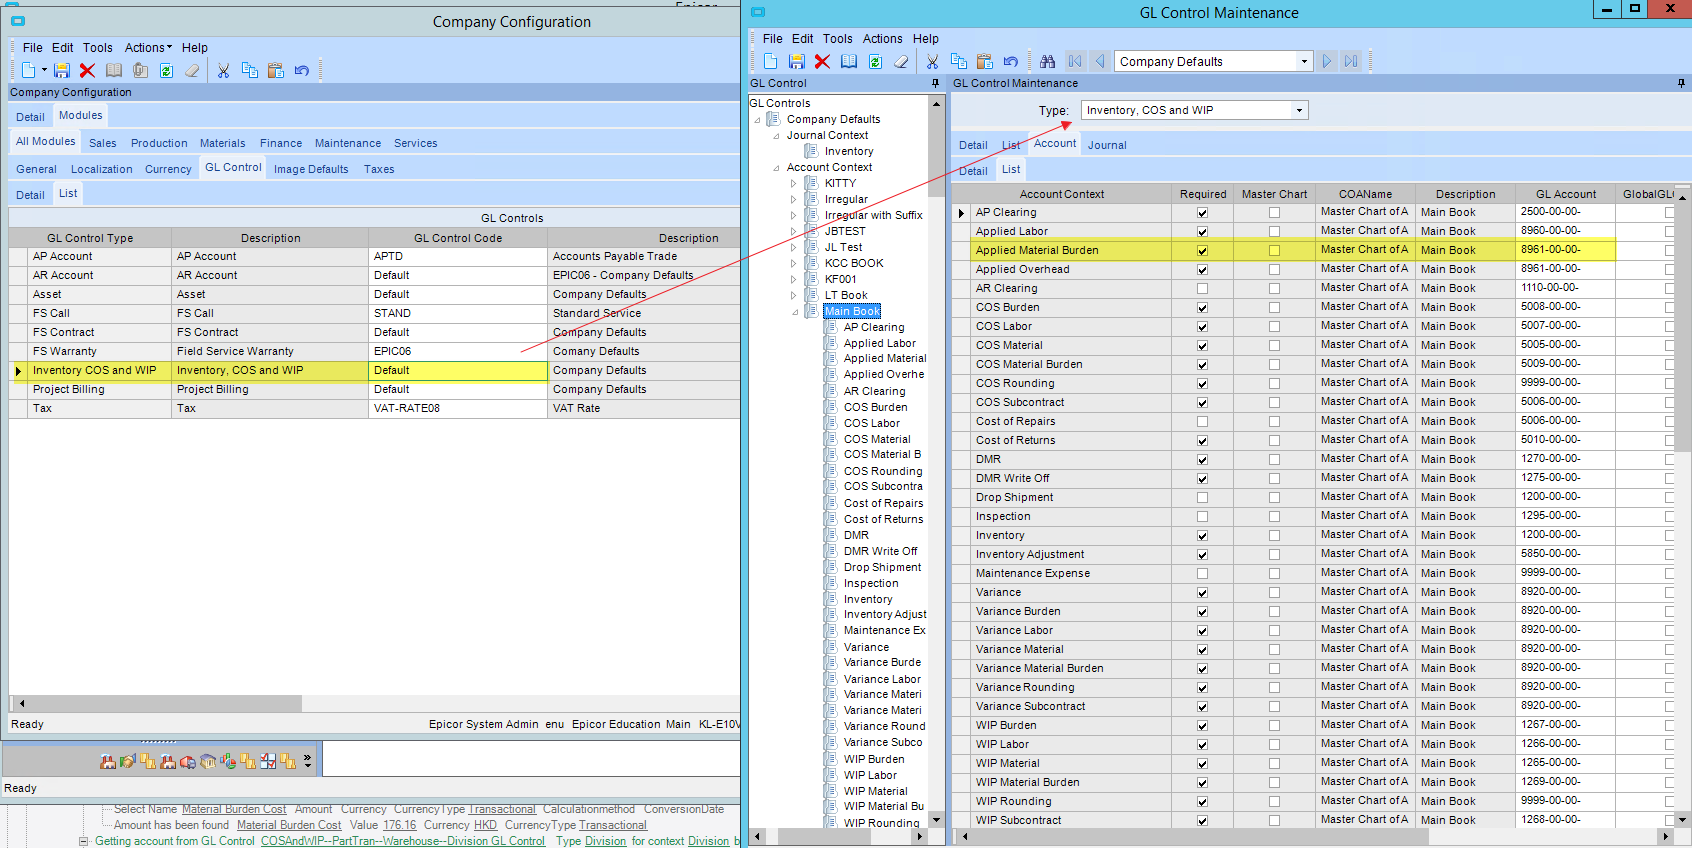 Epicor
Company Configuration
File Edit Tools Actions Help
Company Configuration
Detail Modules
All Modules Sales Production Materials Finance Maintenance Services
General Localization Currency GL Control Image Defaults Taxes
Detail List
GL Controls
GL Control Type Description GL Control Code Description
AP Account AP Account APTD Accounts Payable Trade
AR Account AR Account Default EPIC06 - Company Defaults
Asset Asset Default Company Defaults
FS Call FS Call STAND Standard Service
FS Contract FS Contract Default Company Defaults
FS Warranty Field Service Warranty EPIC06 Comany Defaults
Inventory COS and WIP Inventory, COS and WIP Default Company Defaults
Project Billing Project Billing Default Company Defaults
Tax Tax VAT-RATE08 VAT Rate
Ready Epicor System Admin enu Epicor Education Main KL-E10V
Ready
Select Name Material Burden Cost Amount Currency CurrencyType Transactional Calculationmethod ConversionDate
Amount has been found Material Burden Cost Value 176.16 Currency HKD CurrencyType Transactional
Getting account from GL Control COSAndWIP--PartTran--Warehouse--Division GL Control Type Division for context Division b
GL Control Maintenance
File Edit Tools Actions Help
Company Defaults
GL Control
GL Controls
Company Defaults
Journal Context
Inventory
Account Context
KITTY
Irregular
Irregular with Suffix
JBTEST
JL Test
KCC BOOK
KF001
LT Book
Main Book
AP Clearing
Applied Labor
Applied Material
Applied Overhe
AR Clearing
COS Burden
COS Labor
COS Material
COS Material B
COS Rounding
COS Subcontra
Cost of Repairs
Cost of Returns
DMR
DMR Write Off
Drop Shipment
Inspection
Inventory
Inventory Adjust
Maintenance Ex
Variance
Variance Burde
Variance Labor
Variance Materi
Variance Materi
Variance Round
Variance Subco
WIP Burden
WIP Labor
WIP Material
WIP Material Bu
WIP Rounding
GL Control Maintenance
Type: Inventory, COS and WIP
Detail List Account Journal
Detail List
Account Context Required Master Chart COAName Description GL Account GlobalGLC
AP Clearing Master Chart of A Main Book 2500-00-00-
Applied Labor Master Chart of A Main Book 8960-00-00-
Applied Material Burden Master Chart of A Main Book 8961-00-00-
Applied Overhead Master Chart of A Main Book 8961-00-00-
AR Clearing Master Chart of A Main Book 1110-00-00-
COS Burden Master Chart of A Main Book 5008-00-00-
COS Labor Master Chart of A Main Book 5007-00-00-
COS Material Master Chart of A Main Book 5005-00-00-
COS Material Burden Master Chart of A Main Book 5009-00-00-
COS Rounding Master Chart of A Main Book 9999-00-00-
COS Subcontract Master Chart of A Main Book 5006-00-00-
Cost of Repairs Master Chart of A Main Book 5006-00-00-
Cost of Returns Master Chart of A Main Book 5010-00-00-
DMR Master Chart of A Main Book 1270-00-00-
DMR Write Off Master Chart of A Main Book 1275-00-00-
Drop Shipment Master Chart of A Main Book 1200-00-00-
Inspection Master Chart of A Main Book 1295-00-00-
Inventory Master Chart of A Main Book 1200-00-00-
Inventory Adjustment Master Chart of A Main Book 5850-00-00-
Maintenance Expense Master Chart of A Main Book 9999-00-00-
Variance Master Chart of A Main Book 8920-00-00-
Variance Burden Master Chart of A Main Book 8920-00-00-
Variance Labor Master Chart of A Main Book 8920-00-00-
Variance Material Master Chart of A Main Book 8920-00-00-
Variance Material Burden Master Chart of A Main Book 8920-00-00-
Variance Rounding Master Chart of A Main Book 8920-00-00-
Variance Subcontract Master Chart of A Main Book 8920-00-00-
WIP Burden Master Chart of A Main Book 1267-00-00-
WIP Labor Master Chart of A Main Book 1266-00-00-
WIP Material Master Chart of A Main Book 1265-00-00-
WIP Material Burden Master Chart of A Main Book 1269-00-00-
WIP Rounding Master Chart of A Main Book 9999-00-00-
WIP Subcontract Master Chart of A Main Book 1268-00-00-